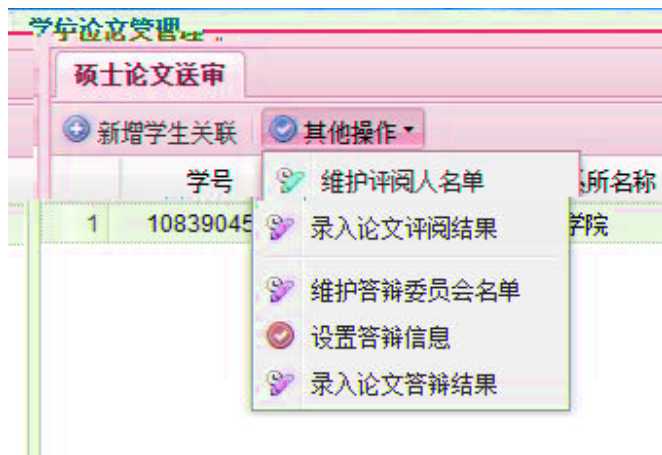 学位论文管理
硕士论文送审
新增学生关联 其他操作
学号 所名称
维护评阅人名单
1 10839045 学院
录入论文评阅结果
维护答辩委员会名单
设置答辩信息
录入论文答辩结果